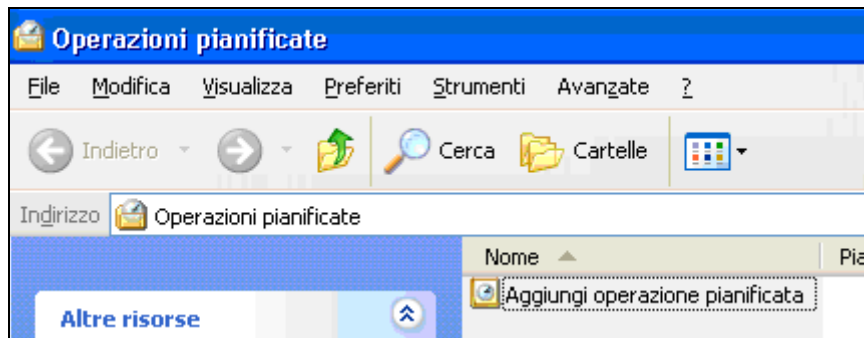 Operazioni pianificate
File Modifica Visualizza Preferiti Strumenti Avanzate ?
Indietro Cerca Cartelle
Indirizzo Operazioni pianificate
Nome Pia
Aggiungi operazione pianificata
Altre risorse